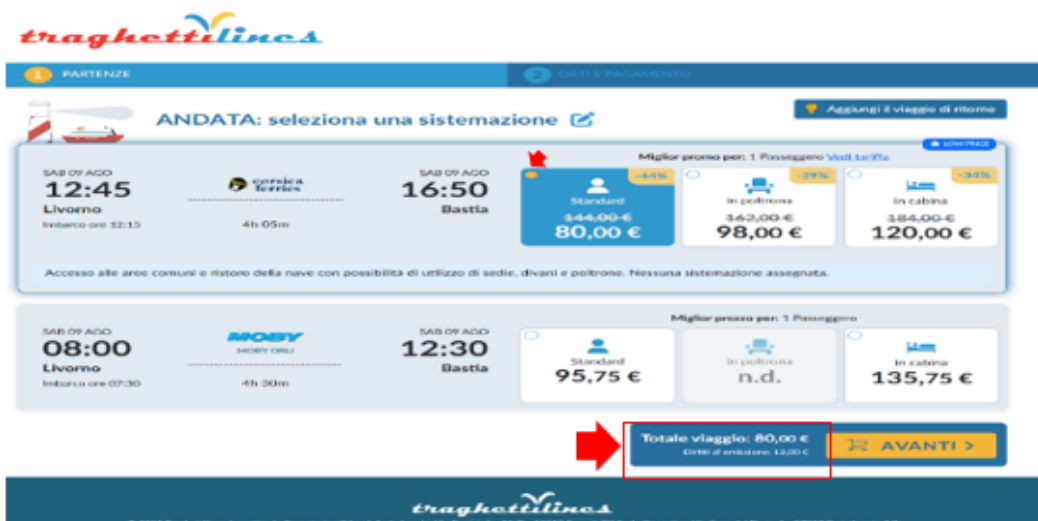 traghettilines
1 PARTENZE
2 DATI E PAGAMENTO
ANDATA: seleziona una sistemazione
Aggiungi il viaggio di ritorno
LOW PRICE
Miglior promo per: 1 Passeggero Vedi tariffa
SAB 09 AGO
12:45
Livorno
Imbarco ore 12:15
corsica
ferries
4h 05m
SAB 09 AGO
16:50
Bastia
-44%
Standard
144,00 €
80,00 €
-39%
In poltrona
162,00 €
98,00 €
-34%
In cabina
184,00 €
120,00 €
Accesso alle aree comuni e ristoro della nave con possibilità di utilizzo di sedie, divani e poltrone. Nessuna sistemazione assegnata.
Miglior prezzo per: 1 Passeggero
SAB 09 AGO
08:00
Livorno
Imbarco ore 07:30
MOBY
4h 30m
SAB 09 AGO
12:30
Bastia
Standard
95,75 €
In poltrona
n.d.
In cabina
135,75 €
Totale viaggio: 80,00 €
Diritti d'emissione: 12,00 €
AVANTI >
traghettilines